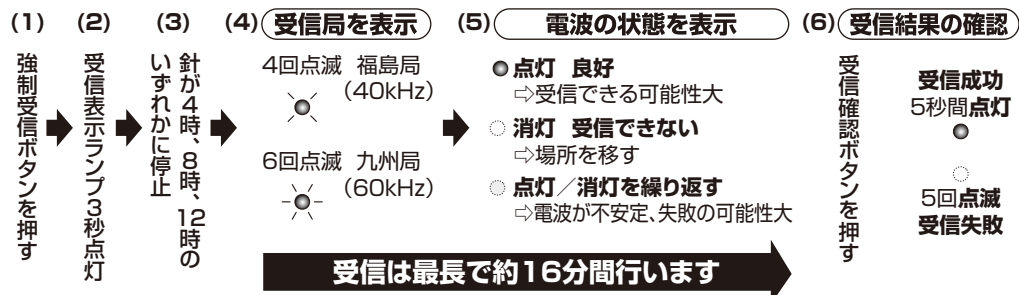 (1)
強制受信ボタンを押す
(2)
受信表示ランプ3秒点灯
(3)
針が4時、8時、12時の
いずれかに停止
(4) 受信局を表示
4回点滅 福島局
(40kHz)
6回点滅 九州局
(60kHz)
(5) 電波の状態を表示
点灯 良好
⇨受信できる可能性大
消灯 受信できない
⇨場所を移す
点灯／消灯を繰り返す
⇨電波が不安定、失敗の可能性大
受信は最長で約16分間行います
(6) 受信結果の確認
受信確認ボタンを押す
受信成功
5秒間点灯
5回点滅
受信失敗